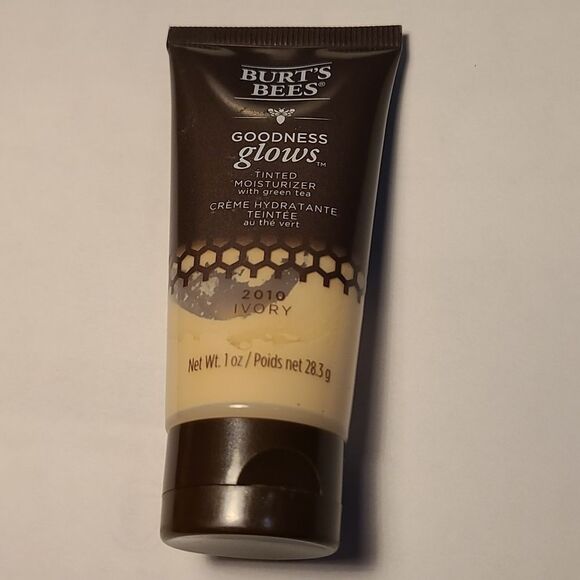 BURT'S
BEES®
GOODNESS
glows™
TINTED
MOISTURIZER
with green tea
CRÈME HYDRATANTE
TEINTÉE
au thé vert
2010
IVORY
Net Wt. 1 oz / Poids net 28.3 g